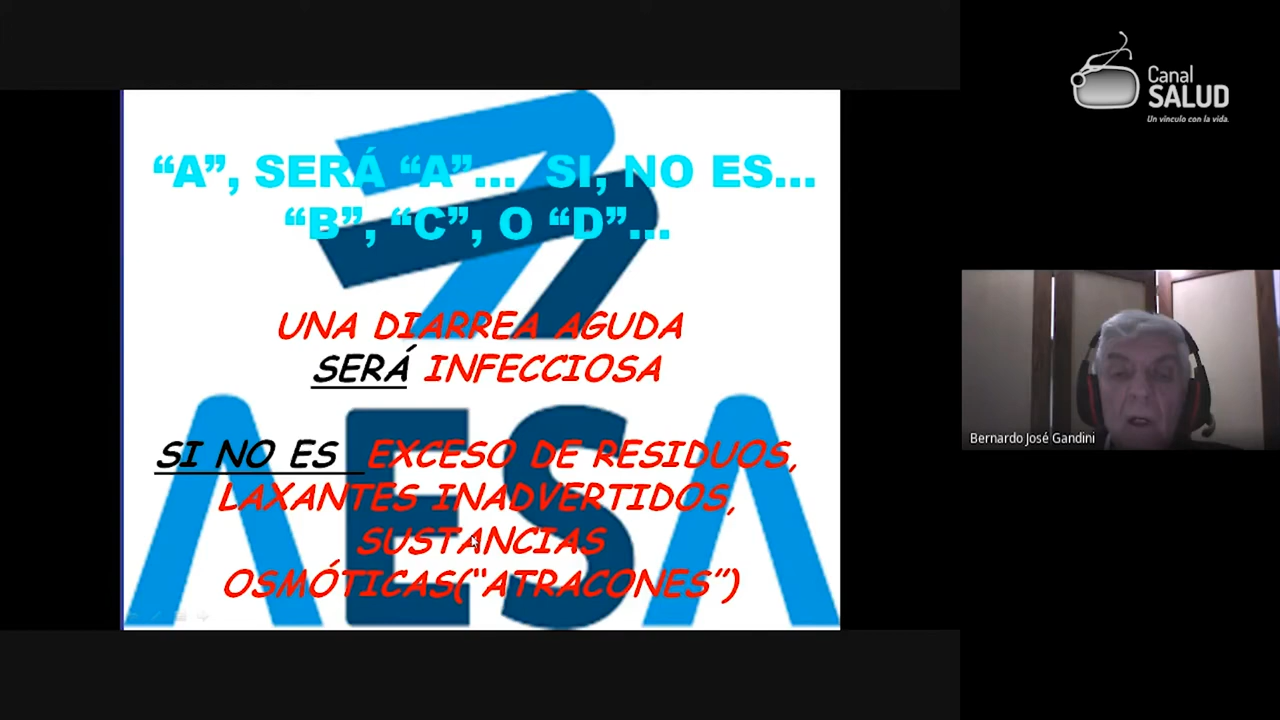 “A”, SERÁ “A”... SI, NO ES...
“B”, “C”, O “D”...
UNA DIARREA AGUDA
SERÁ INFECCIOSA
SI NO ES EXCESO DE RESIDUOS,
LAXANTES INADVERTIDOS,
SUSTANCIAS
OSMÓTICAS(“ATRACONES”)
AESA
Canal
SALUD
Un vínculo con la vida.
Bernardo José Gandini